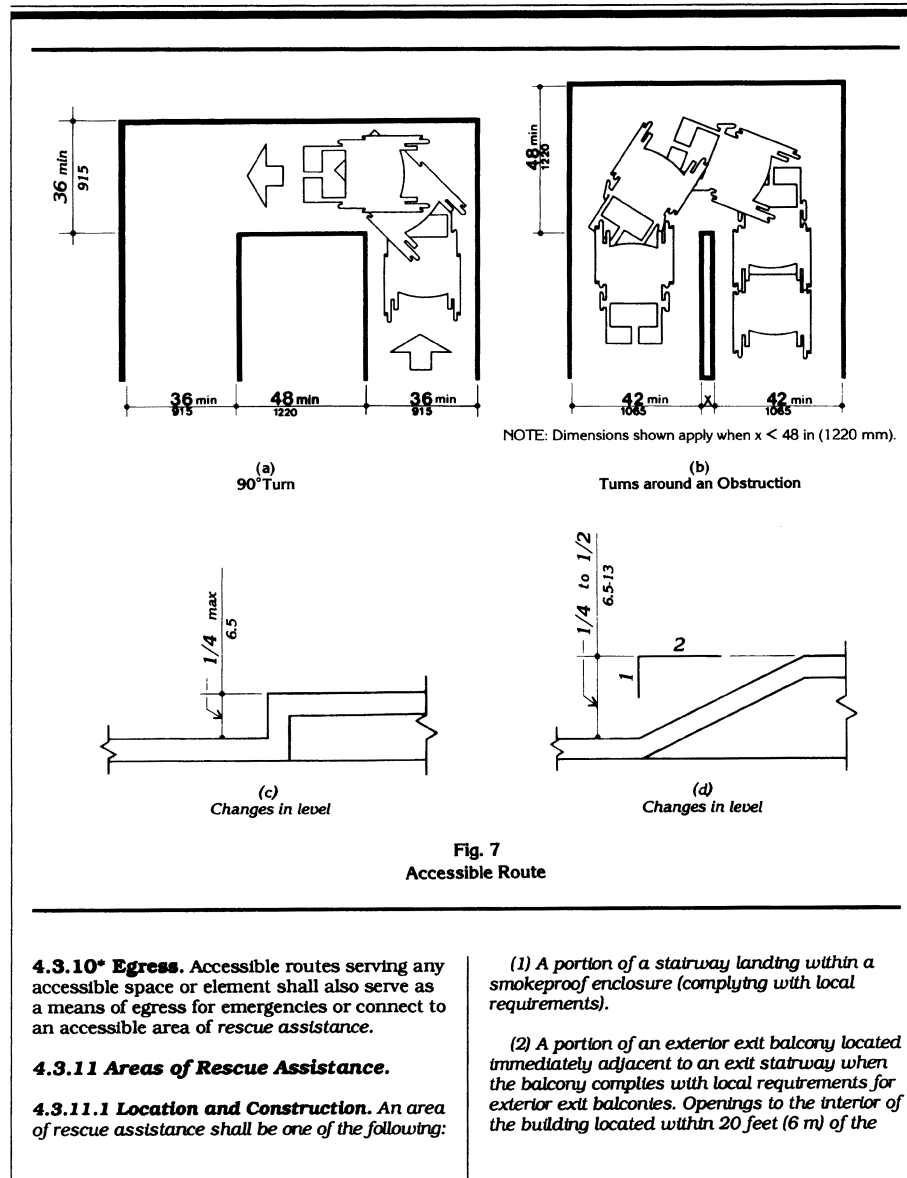 36 min
915
36 min
915
48 min
1220
36 min
915
(a)
90°Turn
48 min
1220
42 min
1065
x
42 min
1065
NOTE: Dimensions shown apply when x < 48 in (1220 mm).
(b)
Turns around an Obstruction
1/4 max
6.5
(c)
Changes in level
1/4 to 1/2
6.5-13
1
2
(d)
Changes in level
Fig. 7
Accessible Route
4.3.10* Egress. Accessible routes serving any
accessible space or element shall also serve as
a means of egress for emergencies or connect to
an accessible area of rescue assistance.
4.3.11 Areas of Rescue Assistance.
4.3.11.1 Location and Construction. An area
of rescue assistance shall be one of the following:
(1) A portion of a stairway landing within a
smokeproof enclosure (complying with local
requirements).
(2) A portion of an exterior exit balcony located
immediately adjacent to an exit stairway when
the balcony complies with local requirements for
exterior exit balconies. Openings to the interior of
the building located within 20 feet (6 m) of the